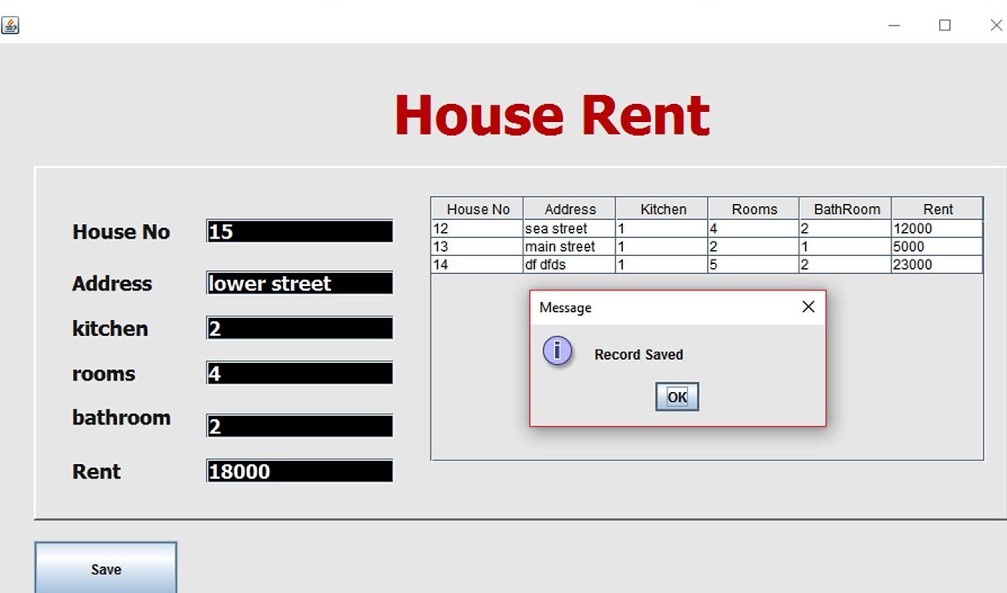 House Rent
House No 15
Address lower street
kitchen 2
rooms 4
bathroom 2
Rent 18000
House No Address Kitchen Rooms BathRoom Rent
12 sea street 1 4 2 12000
13 main street 1 2 1 5000
14 df dfds 1 5 2 23000
Message
Record Saved
OK
Save